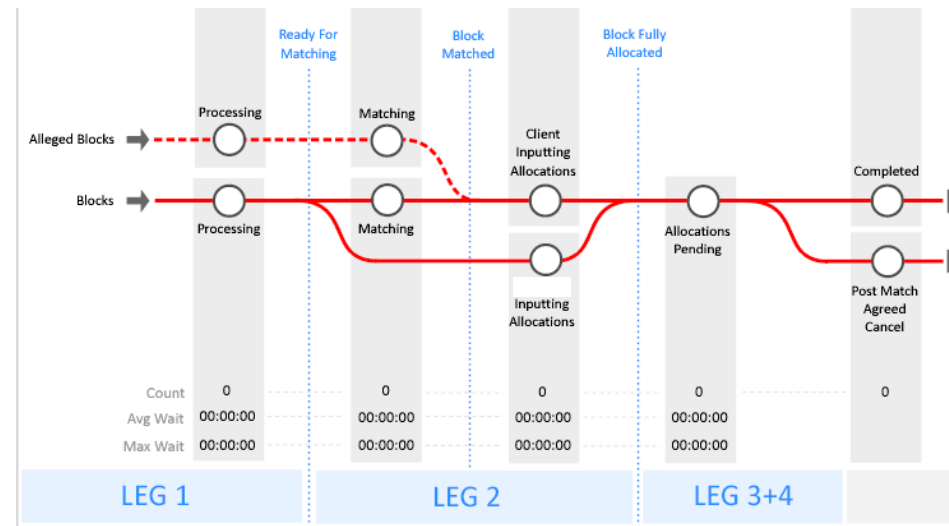 Ready For
Matching
Block
Matched
Block Fully
Allocated
Processing
Matching
Client
Inputting
Allocations
Alleged Blocks
Completed
Blocks
Processing
Matching
Allocations
Pending
Inputting
Allocations
Post Match
Agreed
Cancel
Count 0 0 0 0 0
Avg Wait 00:00:00 00:00:00 00:00:00 00:00:00
Max Wait 00:00:00 00:00:00 00:00:00 00:00:00
LEG 1 LEG 2 LEG 3+4